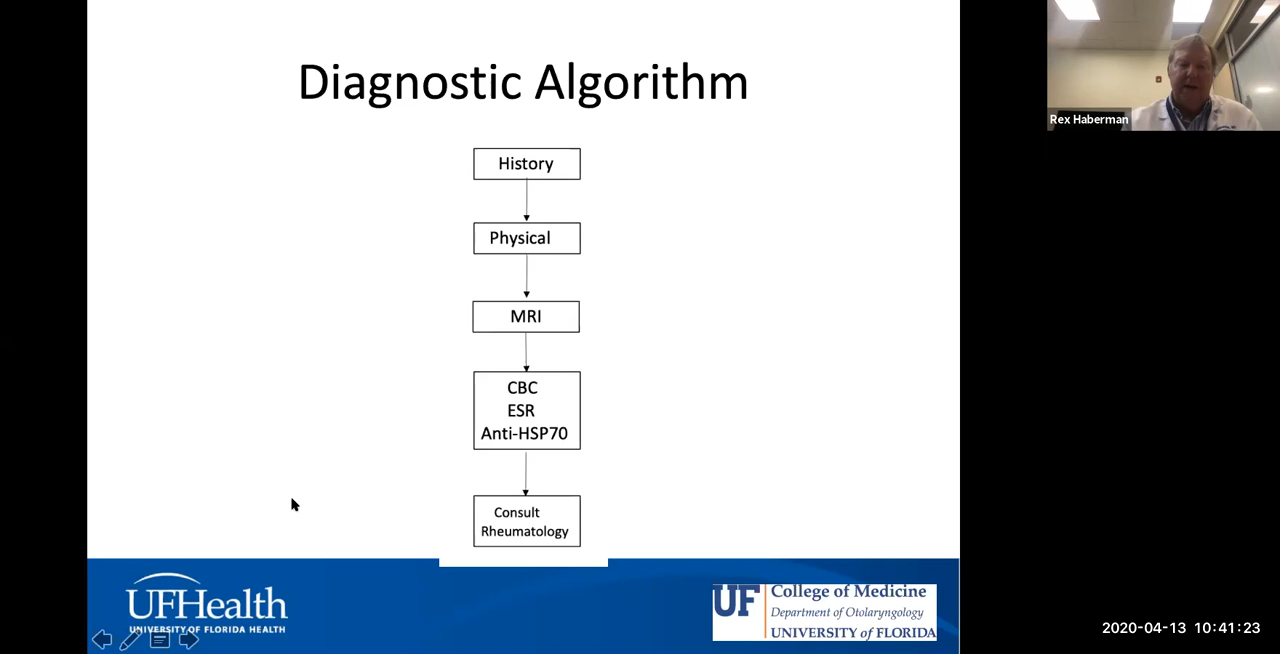 Diagnostic Algorithm
History
Physical
MRI
CBC
ESR
Anti-HSP70
Consult
Rheumatology
UFHealth
UNIVERSITY OF FLORIDA HEALTH
UF
College of Medicine
Department of Otolaryngology
UNIVERSITY of FLORIDA
Rex Haberman
2020-04-13 10:41:23